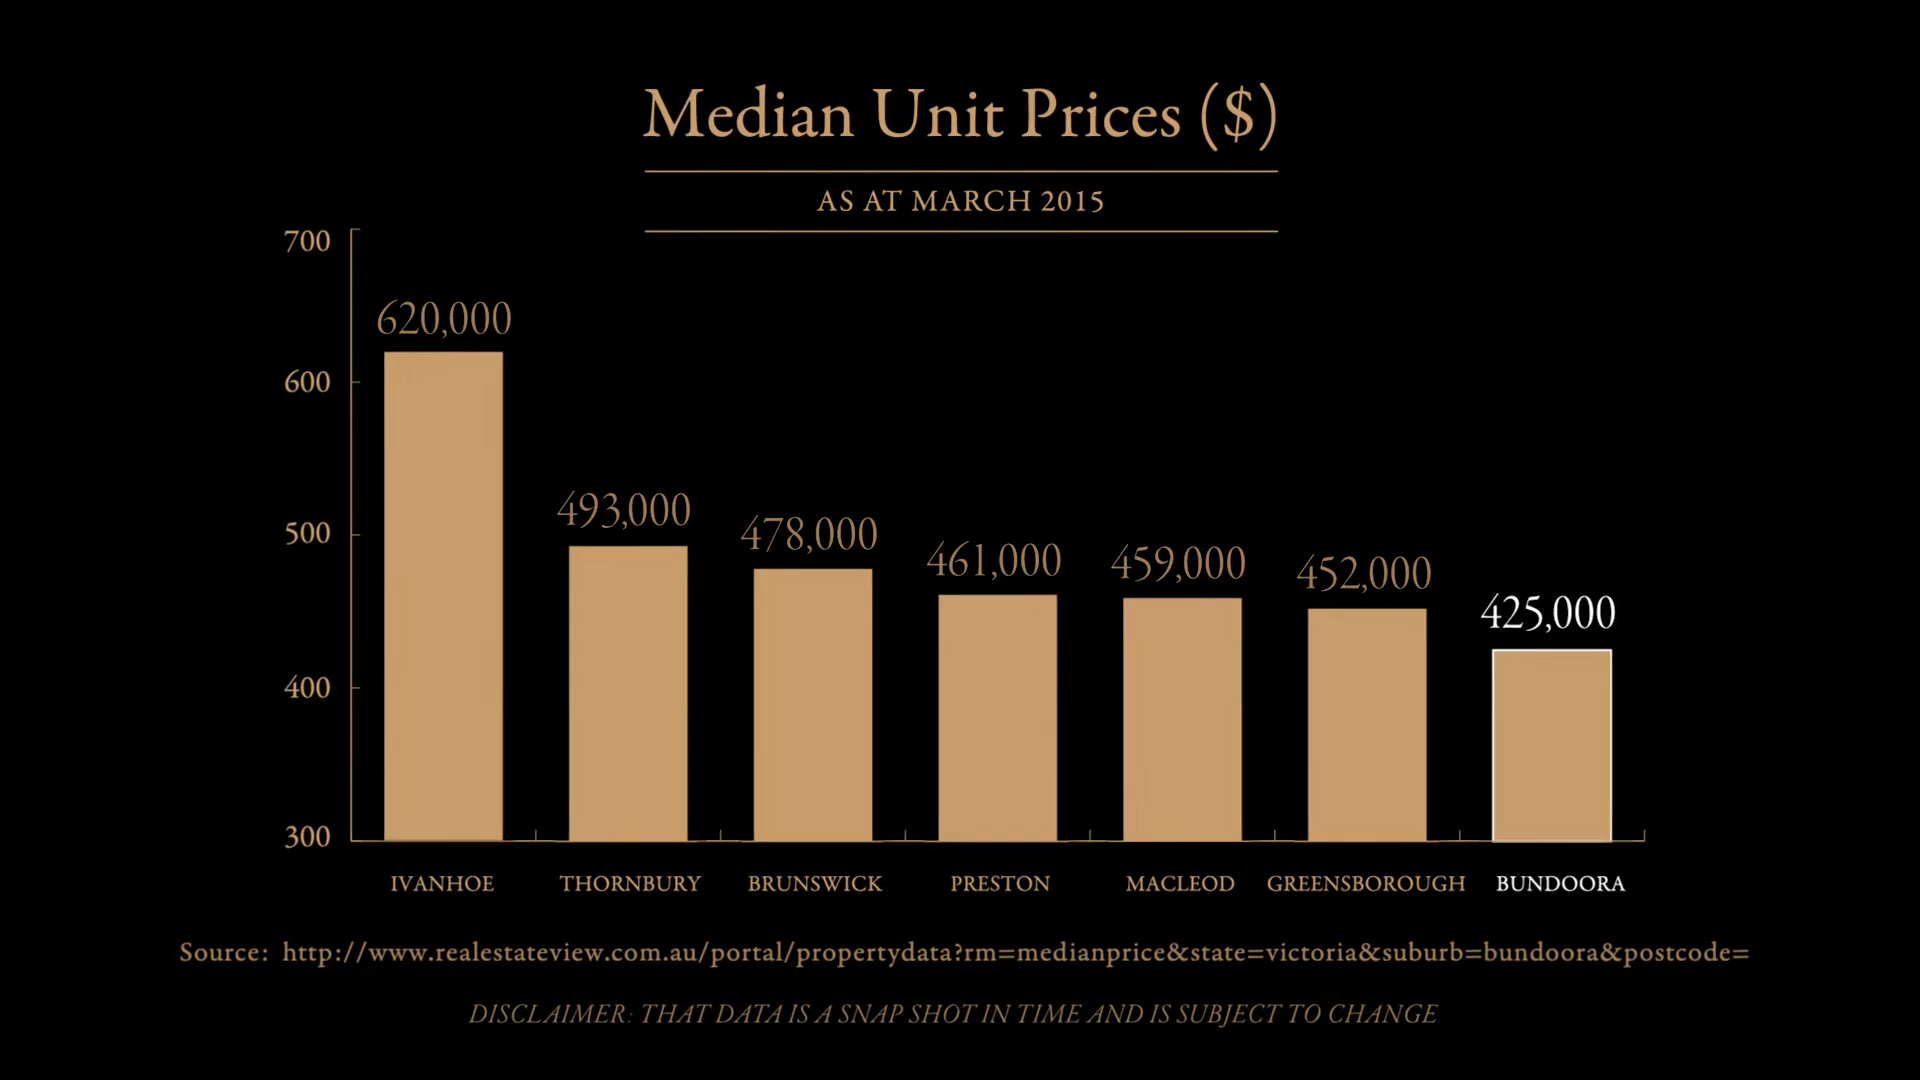 Median Unit Prices ($)
AS AT MARCH 2015
700
600
500
400
300
620,000
493,000
478,000
461,000
459,000
452,000
425,000
IVANHOE
THORNBURY
BRUNSWICK
PRESTON
MACLEOD
GREENSBOROUGH
BUNDOORA
Source: http://www.realestateview.com.au/portal/propertydata?rm=medianprice&state=victoria&suburb=bundoora&postcode=
DISCLAIMER: THAT DATA IS A SNAP SHOT IN TIME AND IS SUBJECT TO CHANGE